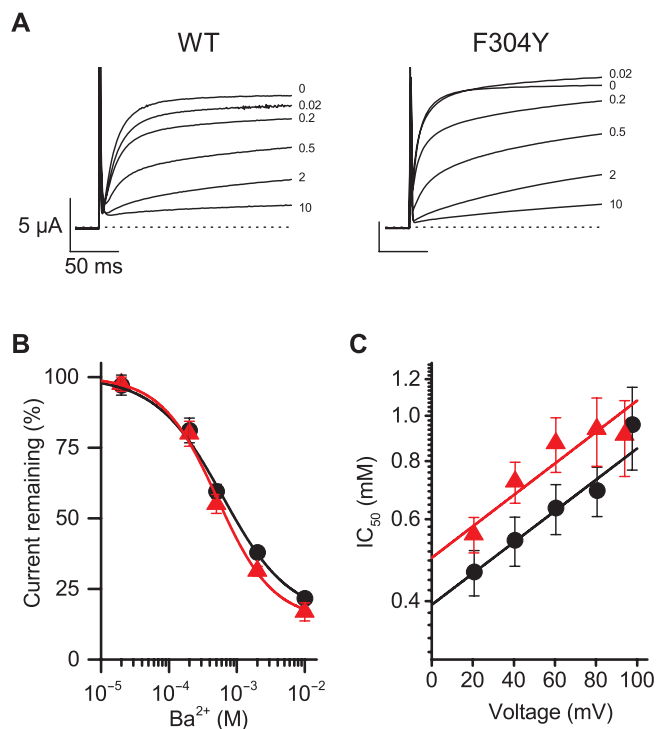 A
WT
F304Y
0
0.02
0.2
0.5
2
10
0.02
0
0.2
0.5
2
10
5 µA
50 ms
B
C
100
75
50
25
0
10⁻⁵
10⁻⁴
10⁻³
10⁻²
Current remaining (%)
Ba²⁺ (M)
1.2
1.0
0.8
0.6
0.4
IC₅₀ (mM)
0
20
40
60
80
100
Voltage (mV)